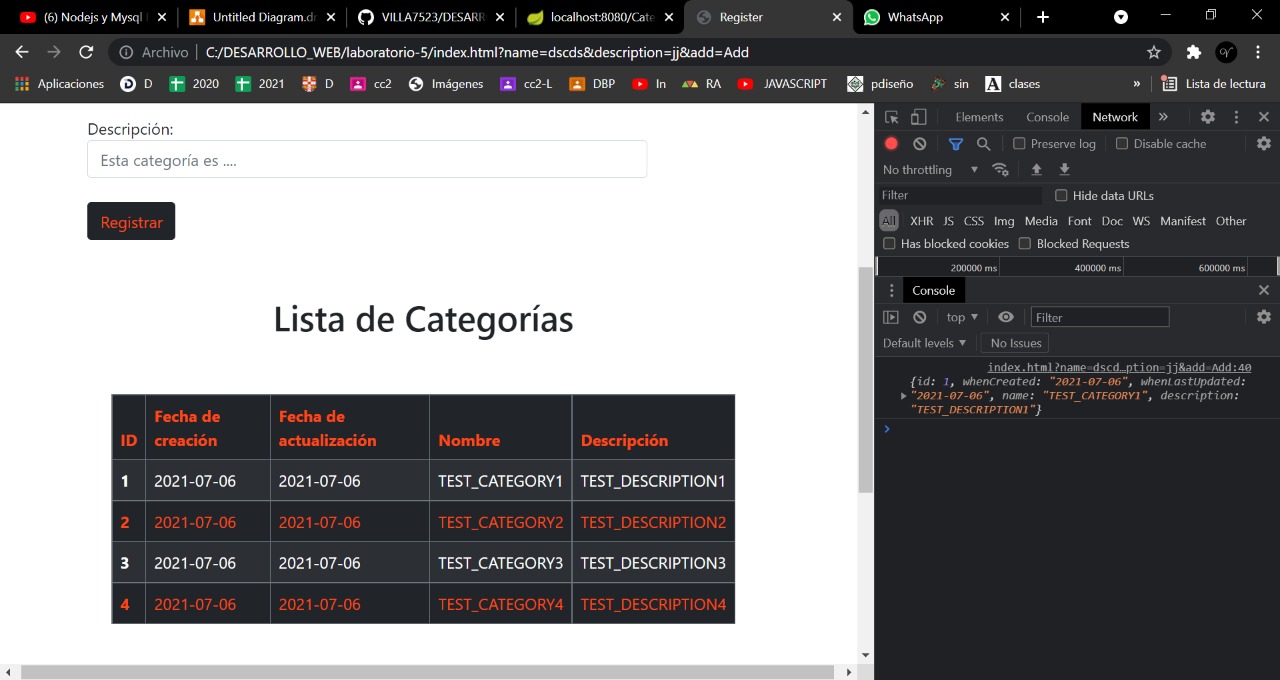 (6) Nodejs y Mysql
Untitled Diagram.dr
VILLA7523/DESARR
localhost:8080/Cate
Register
WhatsApp
Archivo
C:/DESARROLLO_WEB/laboratorio-5/index.html?name=dscds&description=jj&add=Add
Aplicaciones
D
2020
2021
D
cc2
Imágenes
cc2-L
DBP
In
RA
JAVASCRIPT
pdiseño
sin
clases
»
Lista de lectura
Descripción:
Esta categoría es ....
Registrar
Lista de Categorías
ID Fecha de creación Fecha de actualización Nombre Descripción
1 2021-07-06 2021-07-06 TEST_CATEGORY1 TEST_DESCRIPTION1
2 2021-07-06 2021-07-06 TEST_CATEGORY2 TEST_DESCRIPTION2
3 2021-07-06 2021-07-06 TEST_CATEGORY3 TEST_DESCRIPTION3
4 2021-07-06 2021-07-06 TEST_CATEGORY4 TEST_DESCRIPTION4
Elements Console Network »
Preserve log Disable cache
No throttling
Filter Hide data URLs
All XHR JS CSS Img Media Font Doc WS Manifest Other
Has blocked cookies Blocked Requests
200000 ms 400000 ms 600000 ms
Console
top Filter
Default levels No Issues
index.html?name=dscd…ption=jj&add=Add:40
{id: 1, whenCreated: "2021-07-06", whenLastUpdated:
"2021-07-06", name: "TEST_CATEGORY1", description:
"TEST_DESCRIPTION1"}